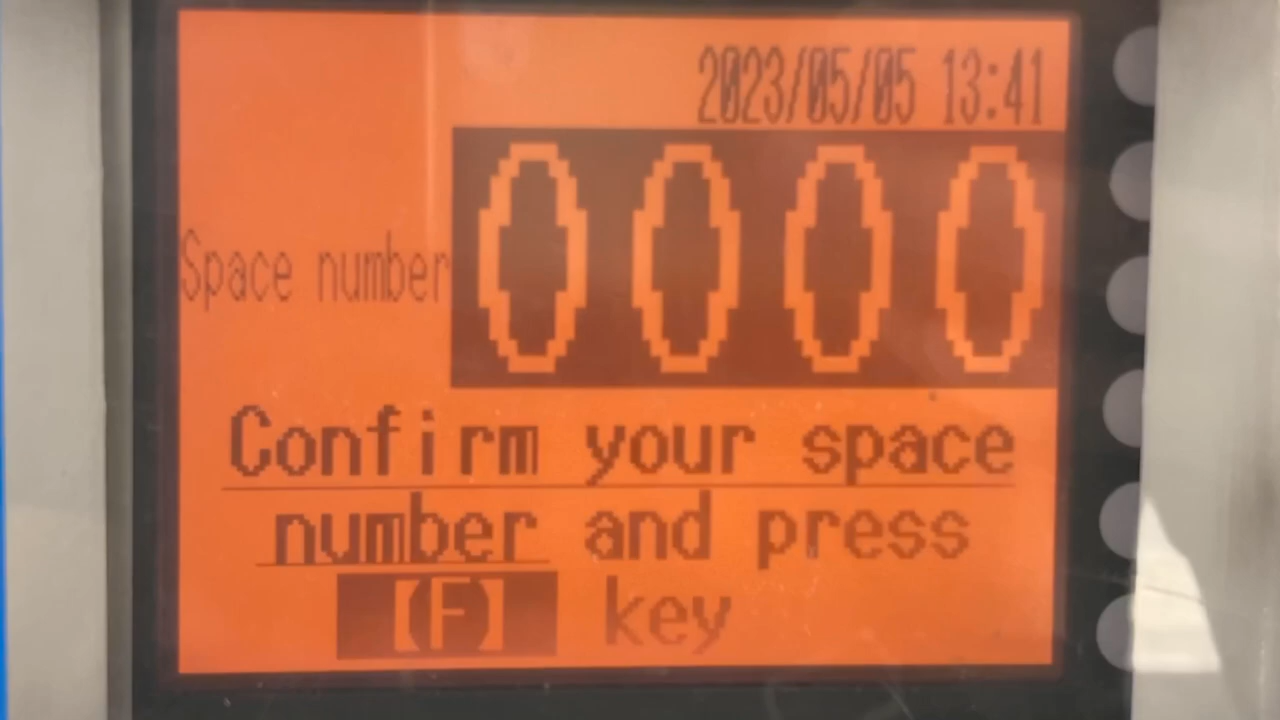 2023/05/05 13:41
Space number 0000
Confirm your space
number and press
【F】 key